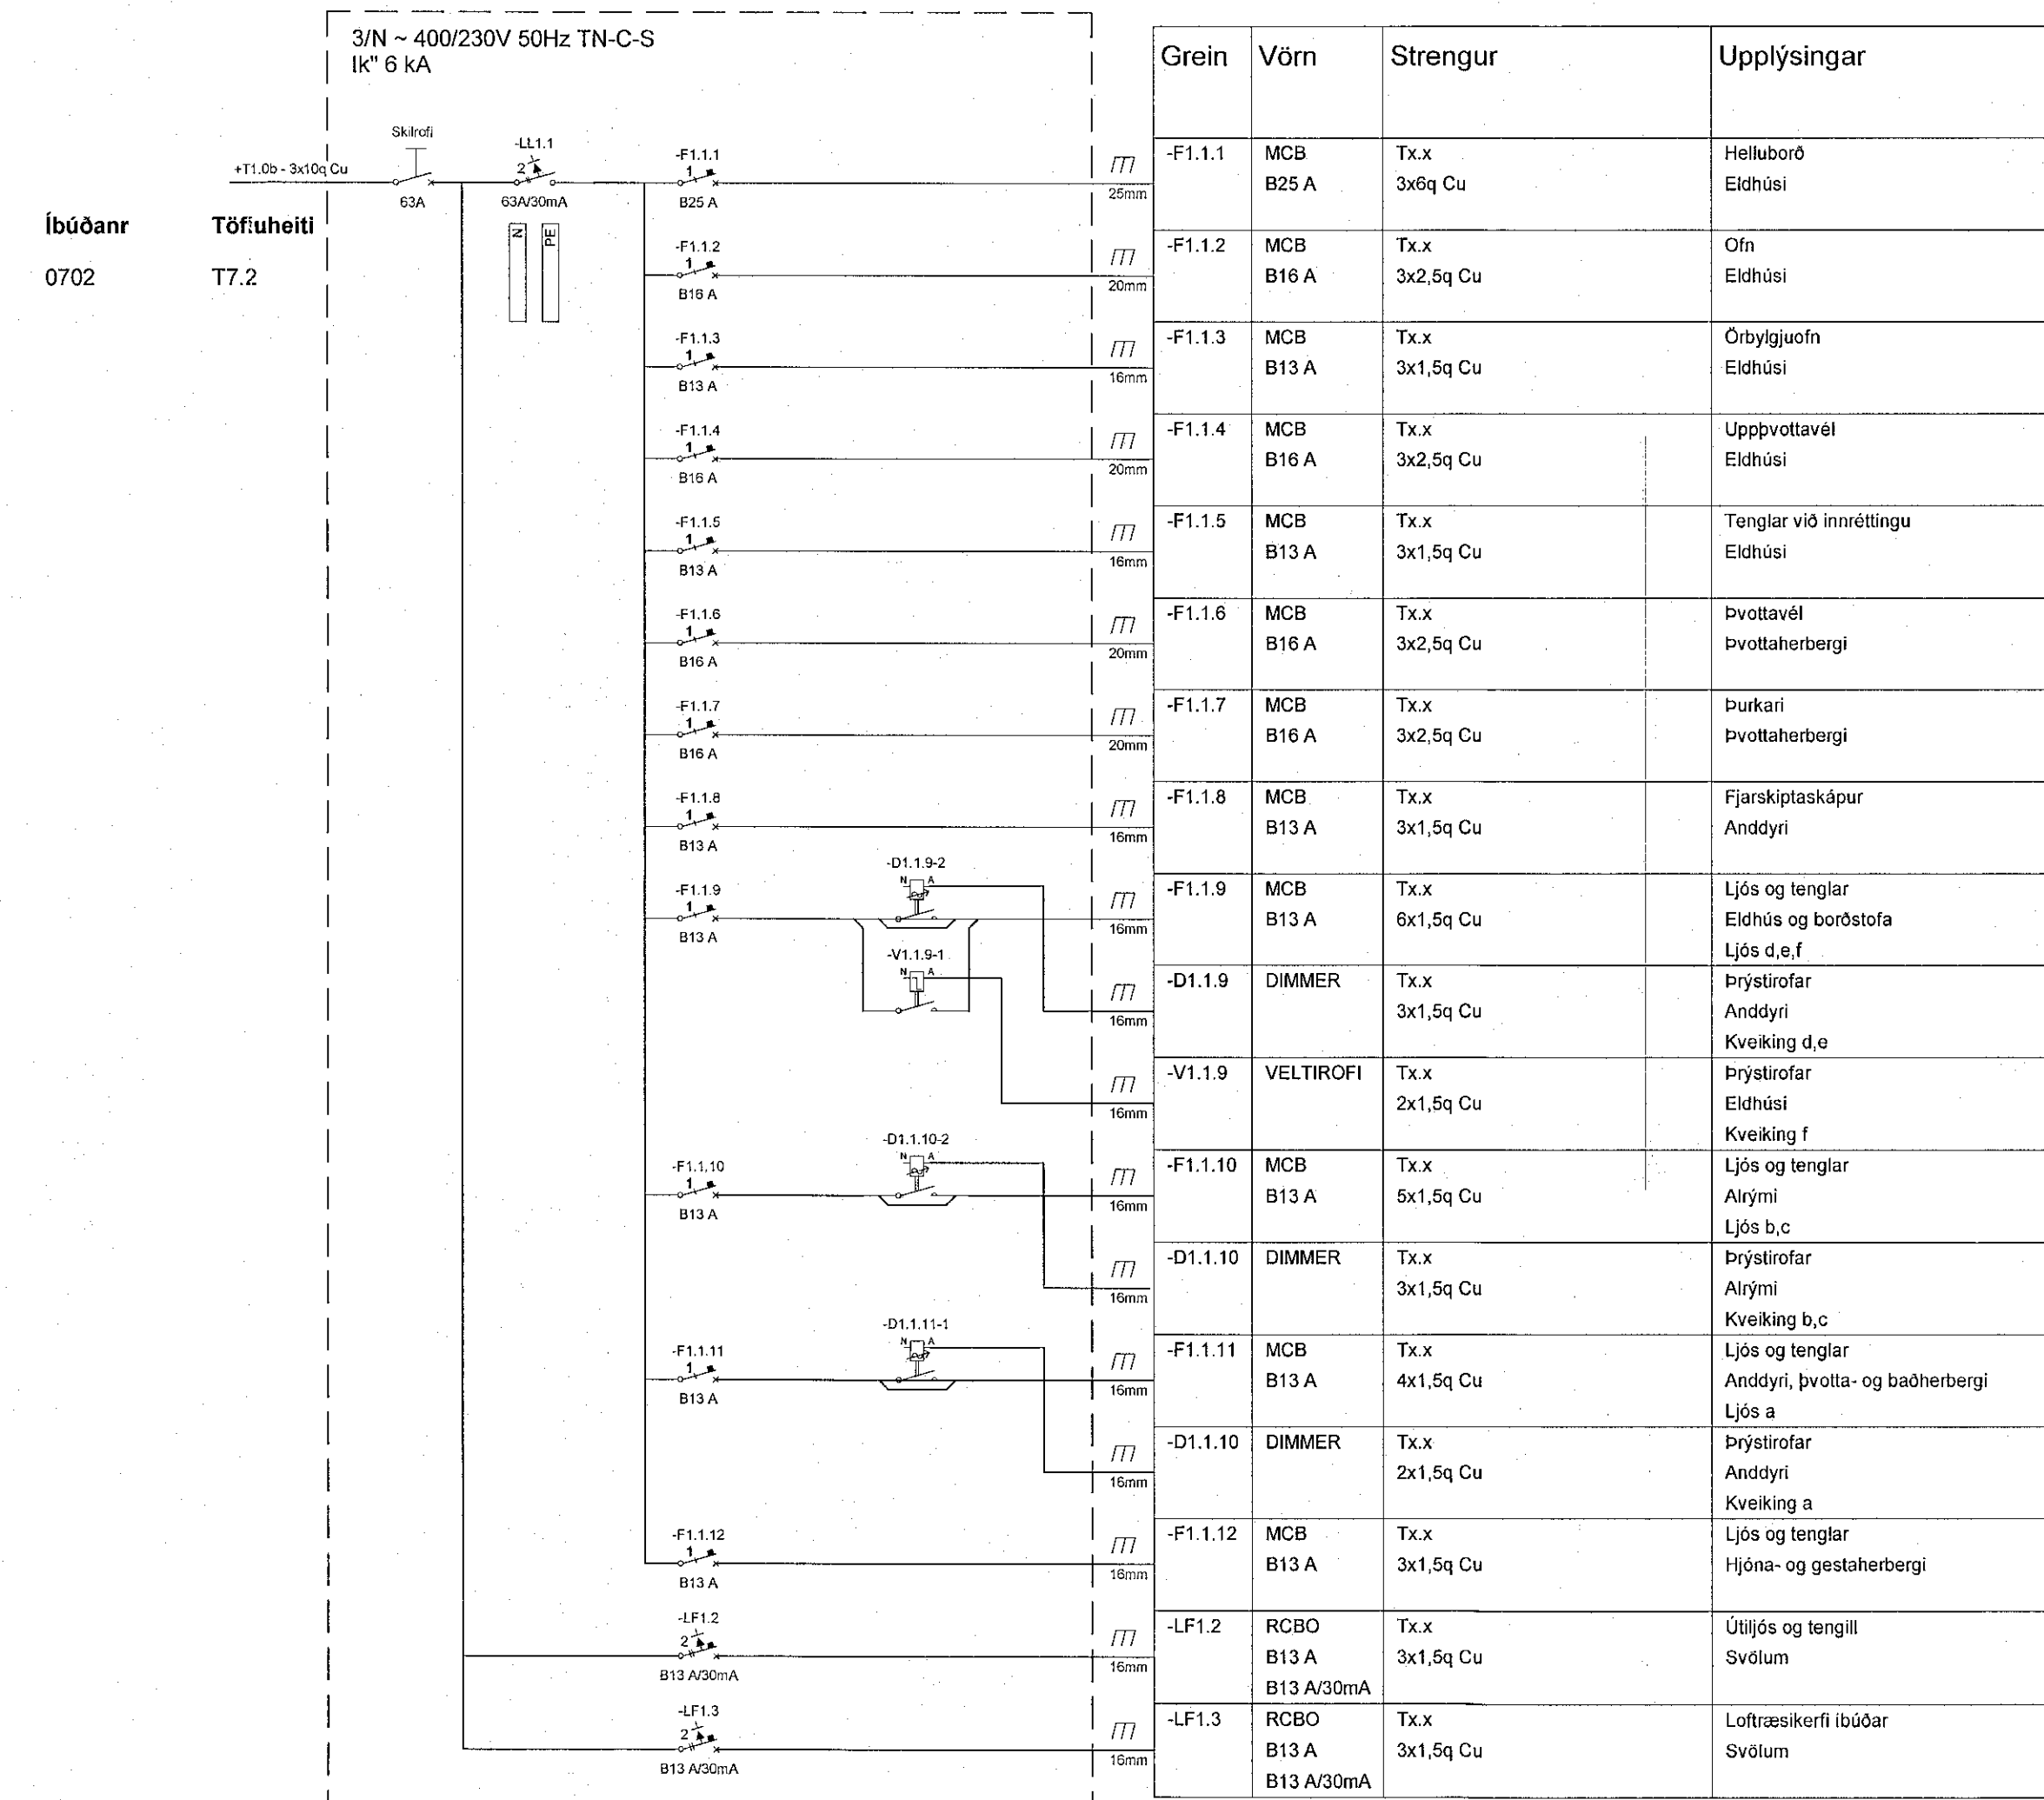 3/N ~ 400/230V 50Hz TN-C-S
Ik" 6 kA
Skilrofi
+T1.0b - 3x10q Cu
63A
-LL1.1
2
63A/30mA
N
PE
Íbúðanr Töfluheiti
0702 T7.2
-F1.1.1
1
B25 A
25mm
-F1.1.2
1
B16 A
20mm
-F1.1.3
1
B13 A
16mm
-F1.1.4
1
B16 A
20mm
-F1.1.5
1
B13 A
16mm
-F1.1.6
1
B16 A
20mm
-F1.1.7
1
B16 A
20mm
-F1.1.8
1
B13 A
16mm
-D1.1.9-2
N A
-F1.1.9
1
B13 A
16mm
-V1.1.9-1
N A
16mm
16mm
-D1.1.10-2
N A
-F1.1.10
1
B13 A
16mm
16mm
-D1.1.11-1
N A
-F1.1.11
1
B13 A
16mm
16mm
-F1.1.12
1
B13 A
16mm
-LF1.2
2
B13 A/30mA
16mm
-LF1.3
2
B13 A/30mA
16mm
Grein Vörn Strengur Upplýsingar
-F1.1.1 MCB Tx.x Helluborð
B25 A 3x6q Cu Eldhúsi
-F1.1.2 MCB Tx.x Ofn
B16 A 3x2,5q Cu Eldhúsi
-F1.1.3 MCB Tx.x Örbylgjuofn
B13 A 3x1,5q Cu Eldhúsi
-F1.1.4 MCB Tx.x Uppþvottavél
B16 A 3x2,5q Cu Eldhúsi
-F1.1.5 MCB Tx.x Tenglar við innréttingu
B13 A 3x1,5q Cu Eldhúsi
-F1.1.6 MCB Tx.x Þvottavél
B16 A 3x2,5q Cu Þvottaherbergi
-F1.1.7 MCB Tx.x Þurkari
B16 A 3x2,5q Cu Þvottaherbergi
-F1.1.8 MCB Tx.x Fjarskiptaskápur
B13 A 3x1,5q Cu Anddyri
-F1.1.9 MCB Tx.x Ljós og tenglar
B13 A 6x1,5q Cu Eldhús og borðstofa
Ljós d,e,f
-D1.1.9 DIMMER Tx.x Þrýstirofar
3x1,5q Cu Anddyri
Kveiking d,e
-V1.1.9 VELTIROFI Tx.x Þrýstirofar
2x1,5q Cu Eldhúsi
Kveiking f
-F1.1.10 MCB Tx.x Ljós og tenglar
B13 A 5x1,5q Cu Alrými
Ljós b,c
-D1.1.10 DIMMER Tx.x Þrýstirofar
3x1,5q Cu Alrými
Kveiking b,c
-F1.1.11 MCB Tx.x Ljós og tenglar
B13 A 4x1,5q Cu Anddyri, þvotta- og baðherbergi
Ljós a
-D1.1.10 DIMMER Tx.x Þrýstirofar
2x1,5q Cu Anddyri
Kveiking a
-F1.1.12 MCB Tx.x Ljós og tenglar
B13 A 3x1,5q Cu Hjóna- og gestaherbergi
-LF1.2 RCBO Tx.x Útiljós og tengill
B13 A 3x1,5q Cu Svölum
B13 A/30mA
-LF1.3 RCBO Tx.x Loftræsikerfi íbúðar
B13 A 3x1,5q Cu Svölum
B13 A/30mA